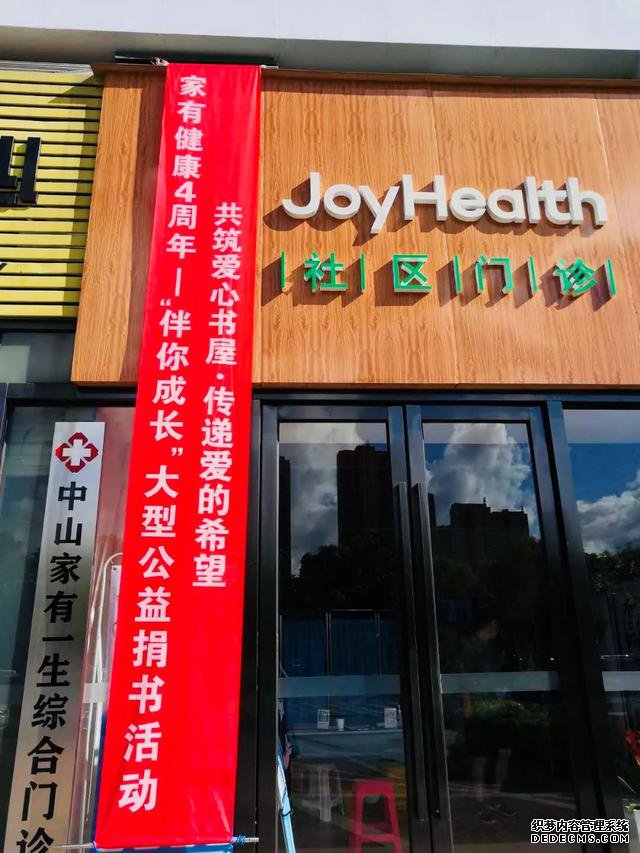 家有健康4周年—“伴你成长”大型公益捐书活动
共筑爱心书屋·传递爱的希望
JoyHealth
社区门诊
中山家有一生综合门诊
织梦内容管理系统
DEDECMS.COM